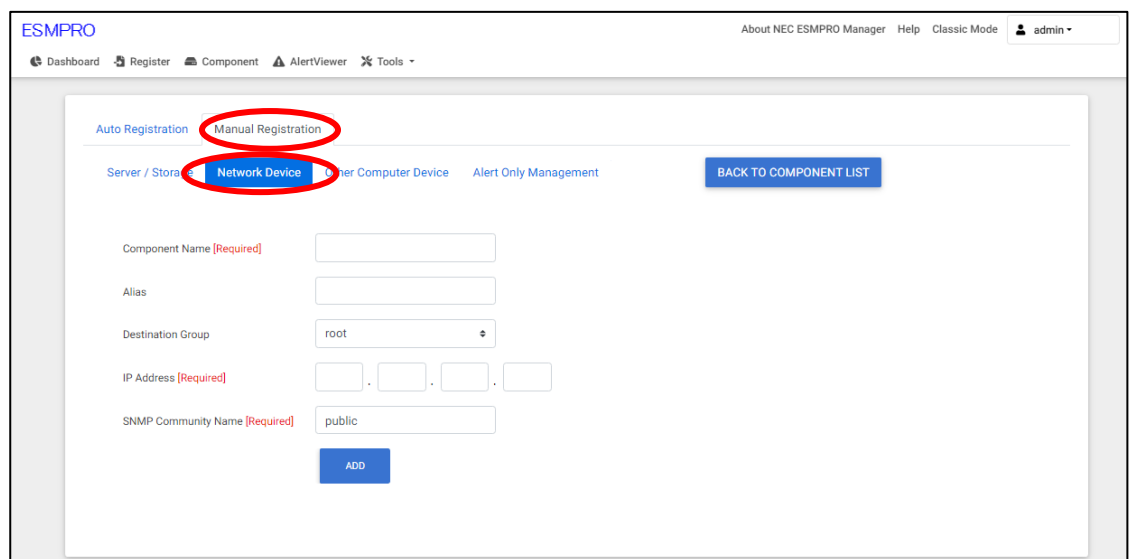 ESMPRO
About NEC ESMPRO Manager Help Classic Mode admin
Dashboard Register Component AlertViewer Tools
Auto Registration Manual Registration
Server / Storage Network Device Other Computer Device Alert Only Management BACK TO COMPONENT LIST
Component Name [Required]
Alias
Destination Group root
IP Address [Required] . . .
SNMP Community Name [Required] public
ADD